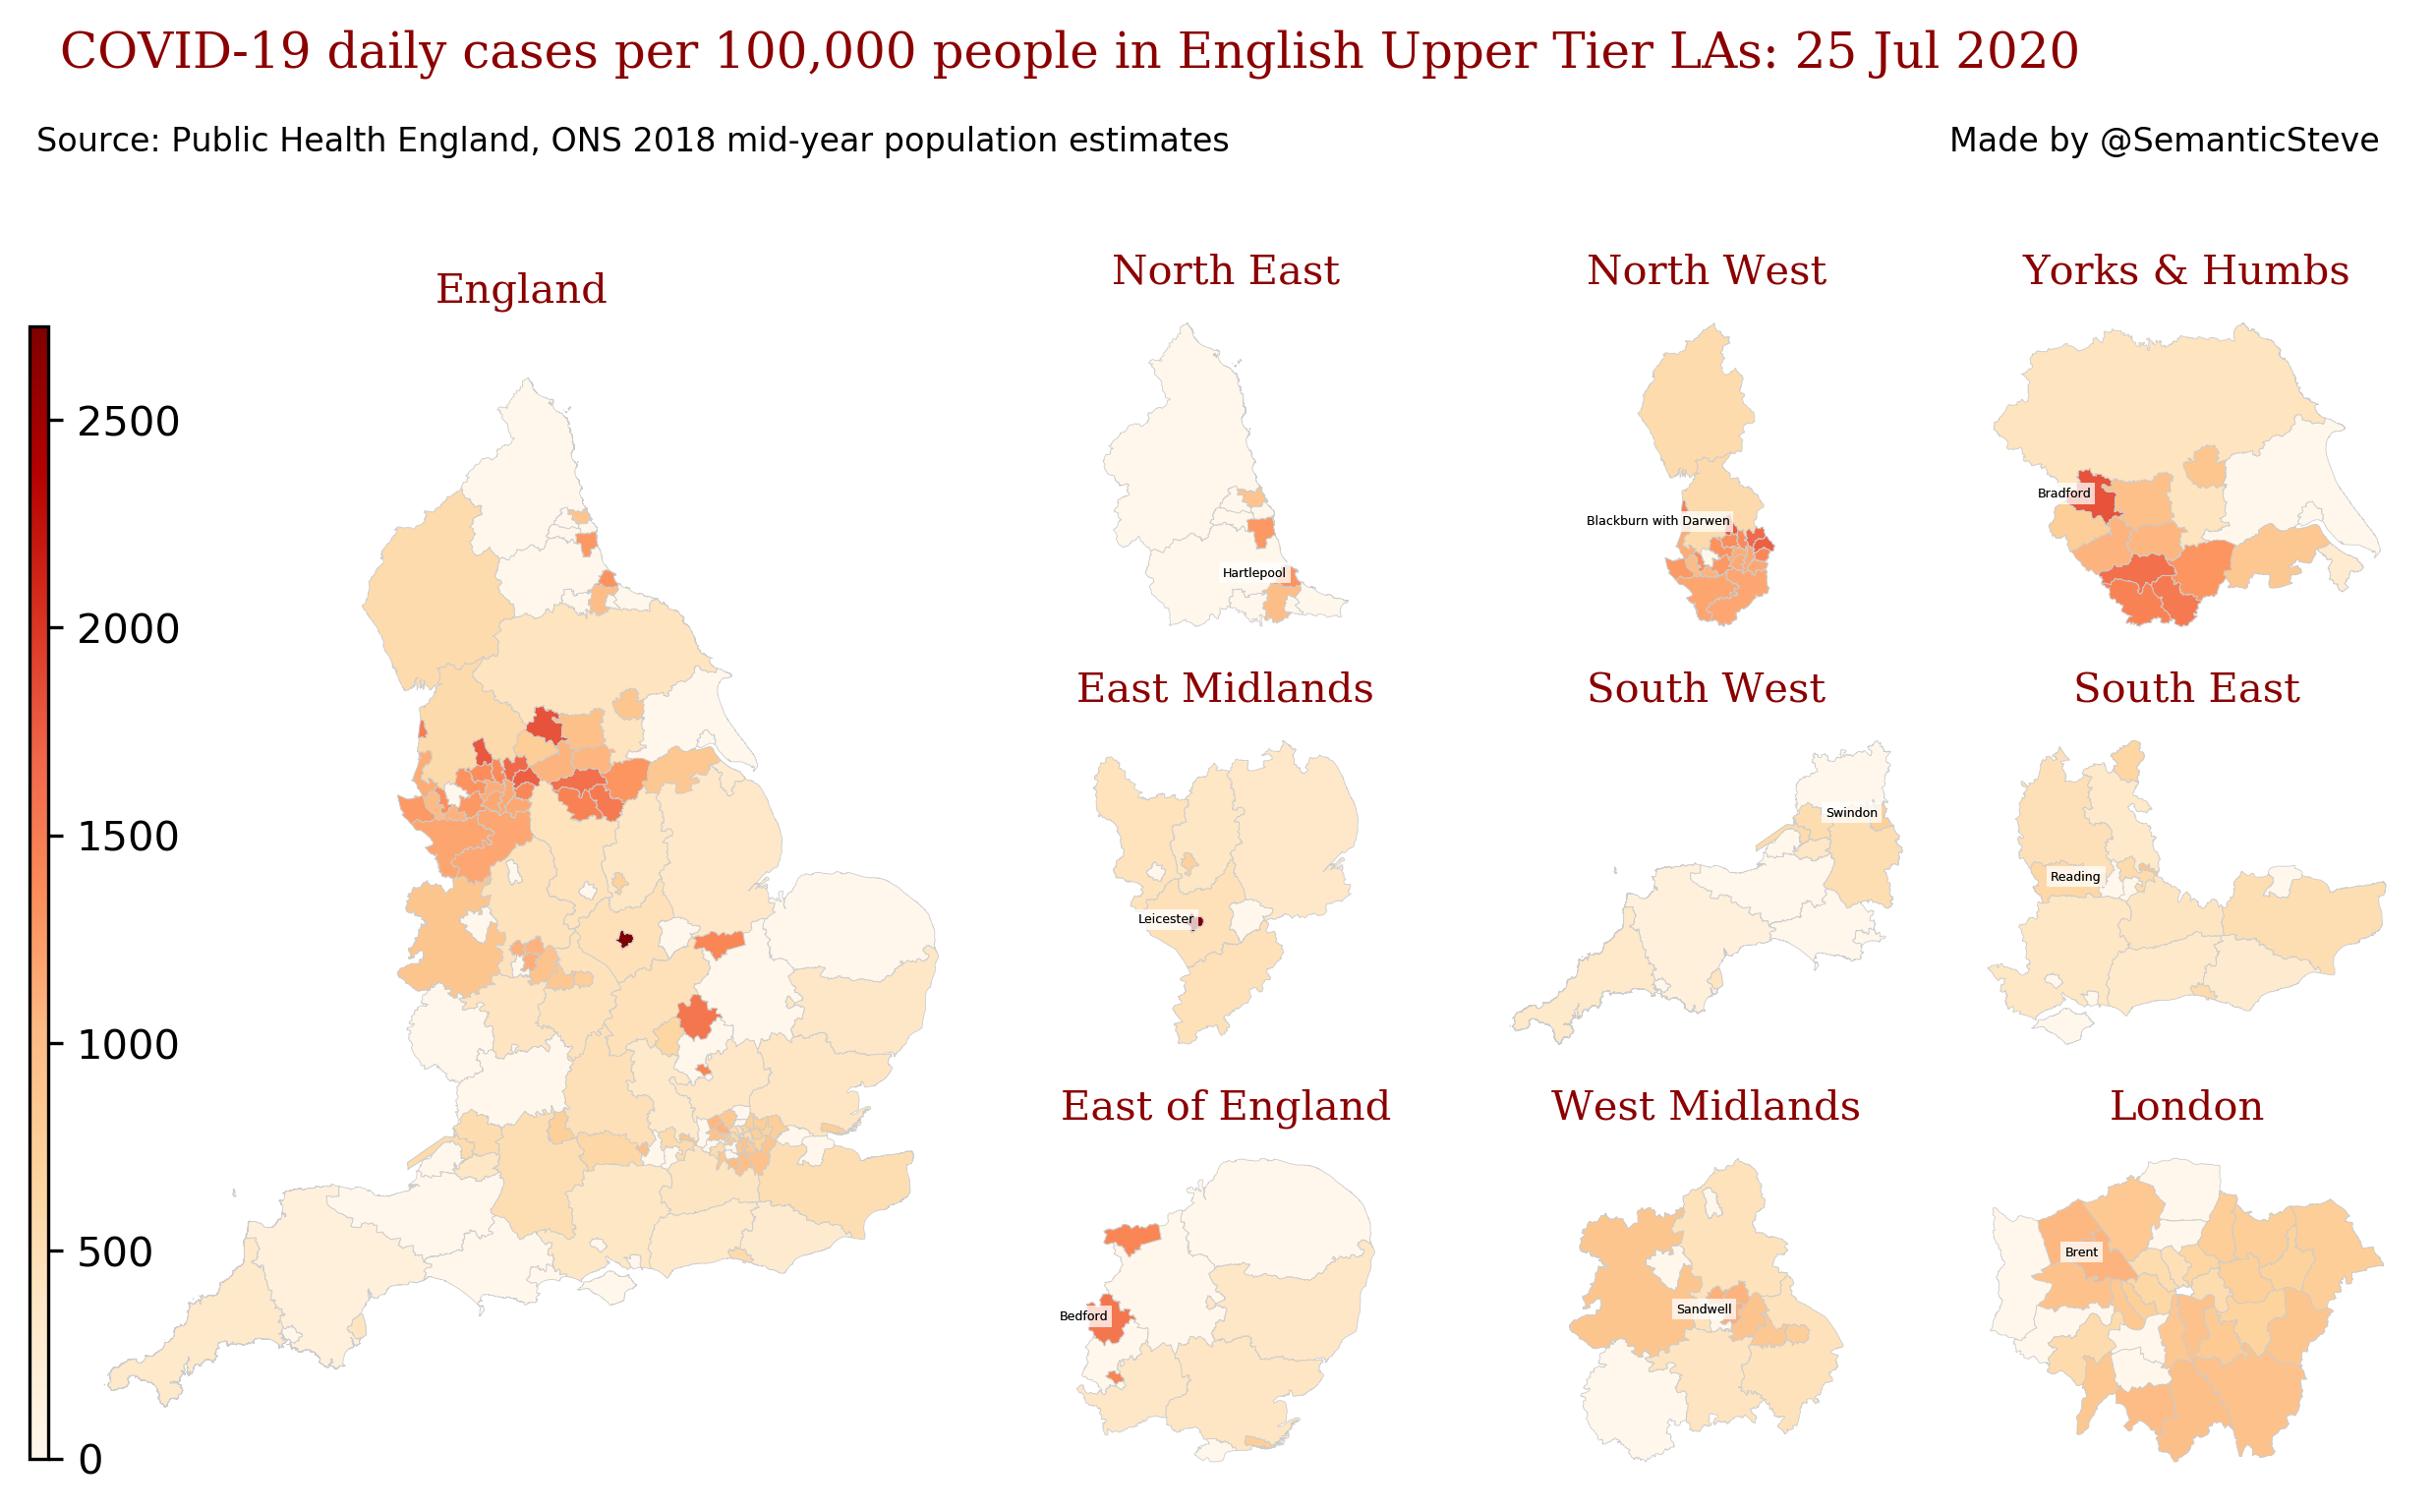 COVID-19 daily cases per 100,000 people in English Upper Tier LAs: 25 Jul 2020
Source: Public Health England, ONS 2018 mid-year population estimates
Made by @SemanticSteve
England
2500
2000
1500
1000
500
0
North East
Hartlepool
North West
Blackburn with Darwen
Yorks & Humbs
Bradford
East Midlands
Leicester
South West
Swindon
South East
Reading
East of England
Bedford
West Midlands
Sandwell
London
Brent